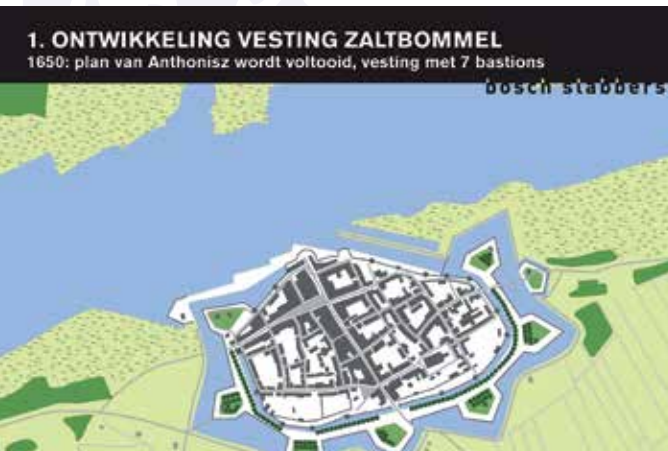 1. ONTWIKKELING VESTING ZALTBOMMEL
1650: plan van Anthonisz wordt voltooid, vesting met 7 bastions
bosch slabbers